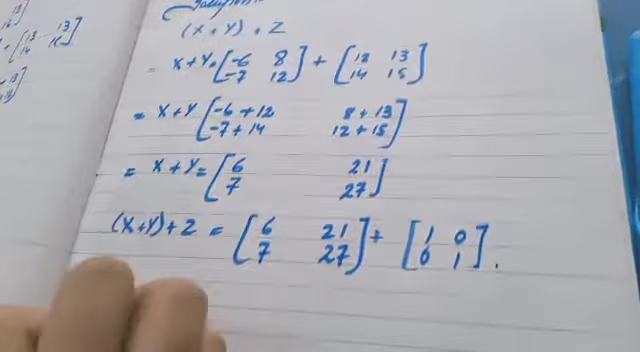 (X + Y) + Z
= X + Y = [-6 8 -7 12] + [12 13 14 15]
= X + Y [-6 + 12 8 + 13
-7 + 14 12 + 15]
= X + Y = [6 21
7 27]
(X + Y) + Z = [6 21 7 27] + [1 0 0 1].